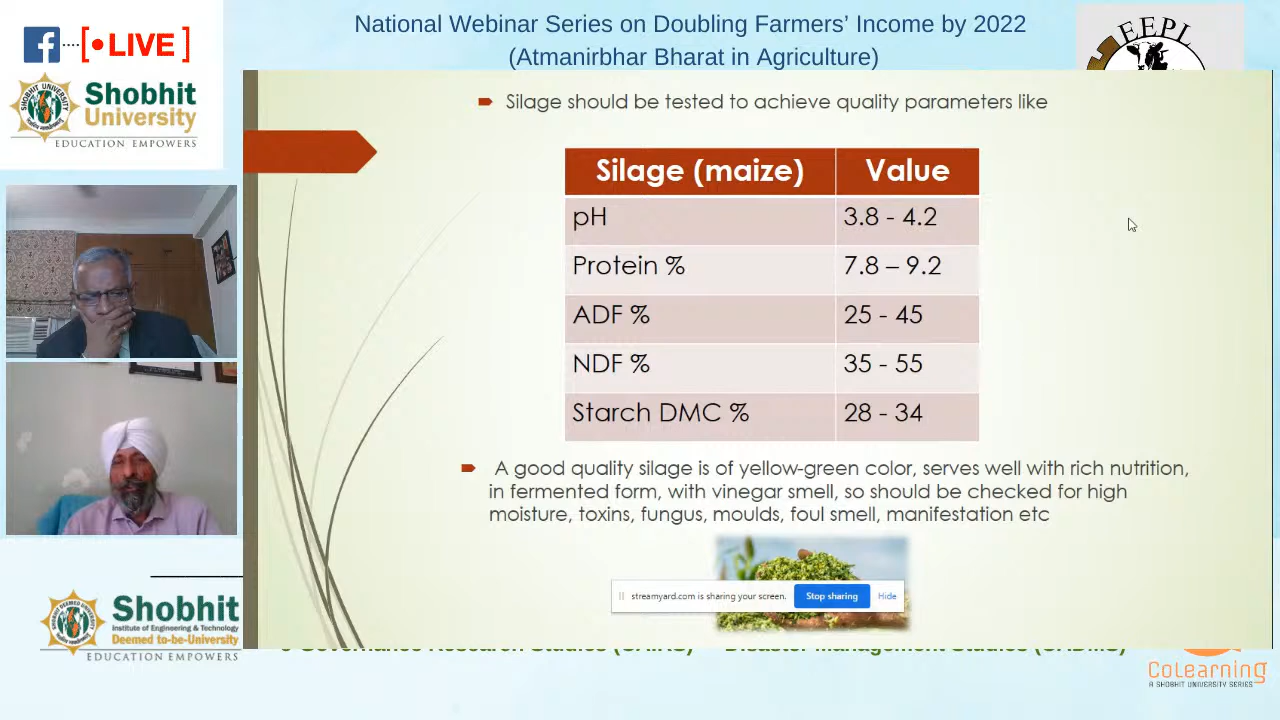 National Webinar Series on Doubling Farmers’ Income by 2022
(Atmanirbhar Bharat in Agriculture)
[•LIVE]
EEPL
Shobhit
University
EDUCATION EMPOWERS
Silage should be tested to achieve quality parameters like
Silage (maize) Value
pH 3.8 - 4.2
Protein % 7.8 – 9.2
ADF % 25 - 45
NDF % 35 - 55
Starch DMC % 28 - 34
A good quality silage is of yellow-green color, serves well with rich nutrition,
in fermented form, with vinegar smell, so should be checked for high
moisture, toxins, fungus, moulds, foul smell, manifestation etc
streamyard.com is sharing your screen. Stop sharing Hide
Shobhit
Institute of Engineering & Technology
Deemed to-be-University
EDUCATION EMPOWERS
CoLearning
A SHOBHIT UNIVERSITY SERIES